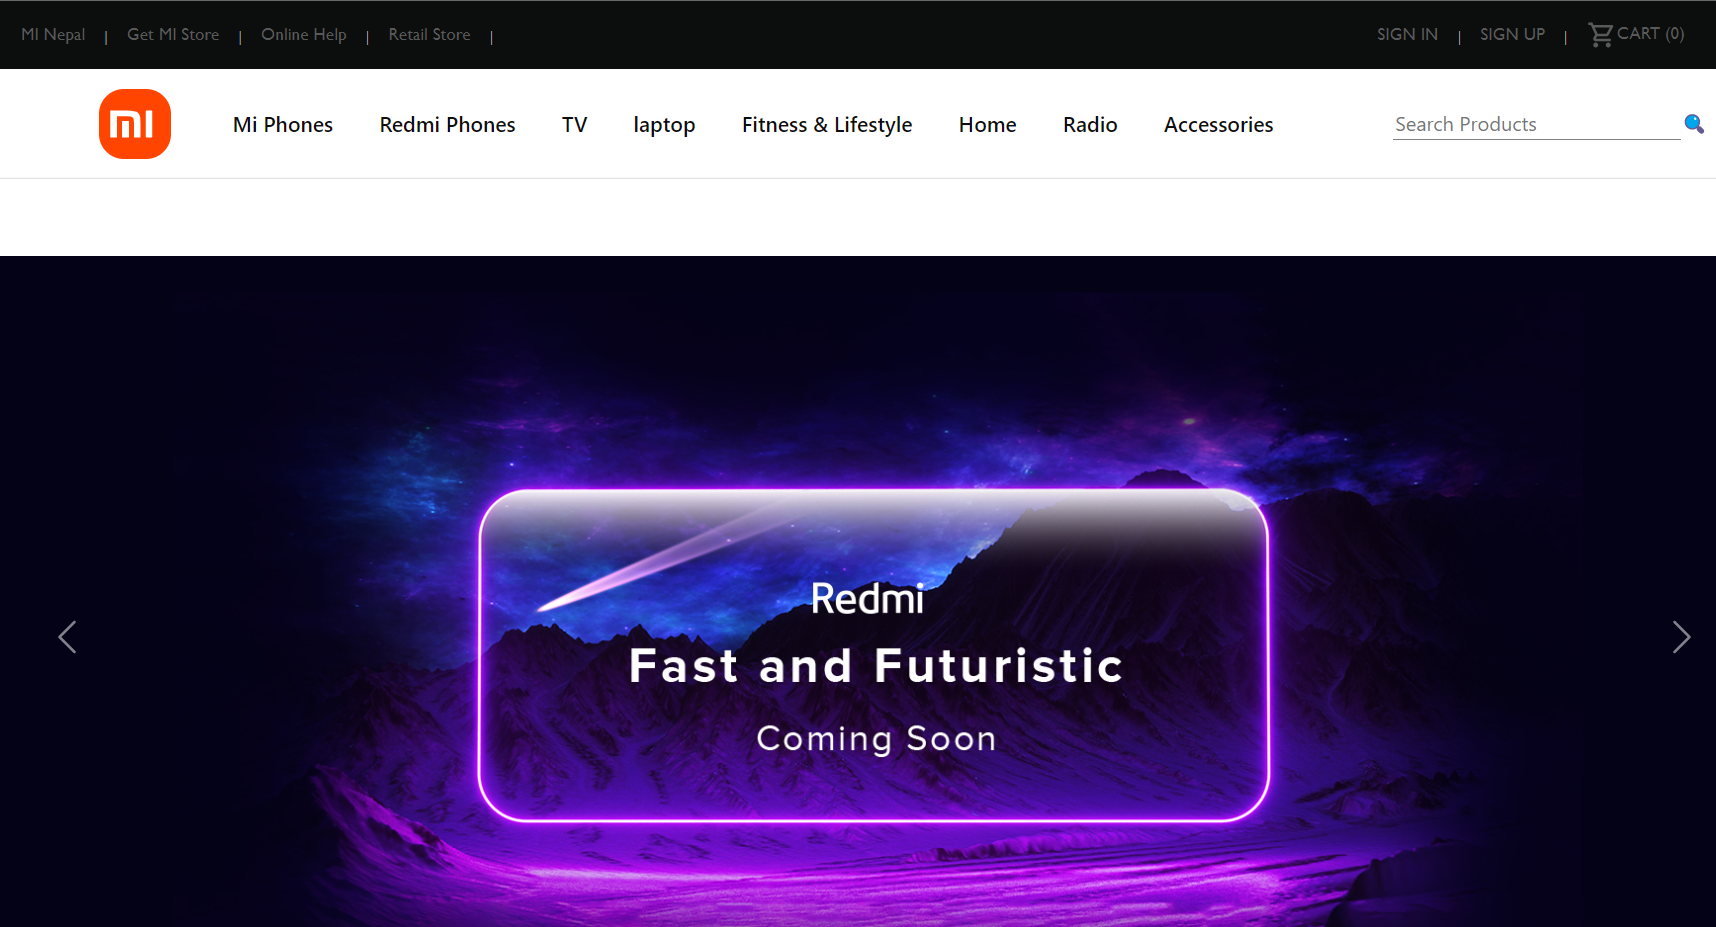 MI Nepal | Get MI Store | Online Help | Retail Store | SIGN IN | SIGN UP | CART (0)
mi Mi Phones Redmi Phones TV laptop Fitness & Lifestyle Home Radio Accessories Search Products
Redmi
Fast and Futuristic
Coming Soon